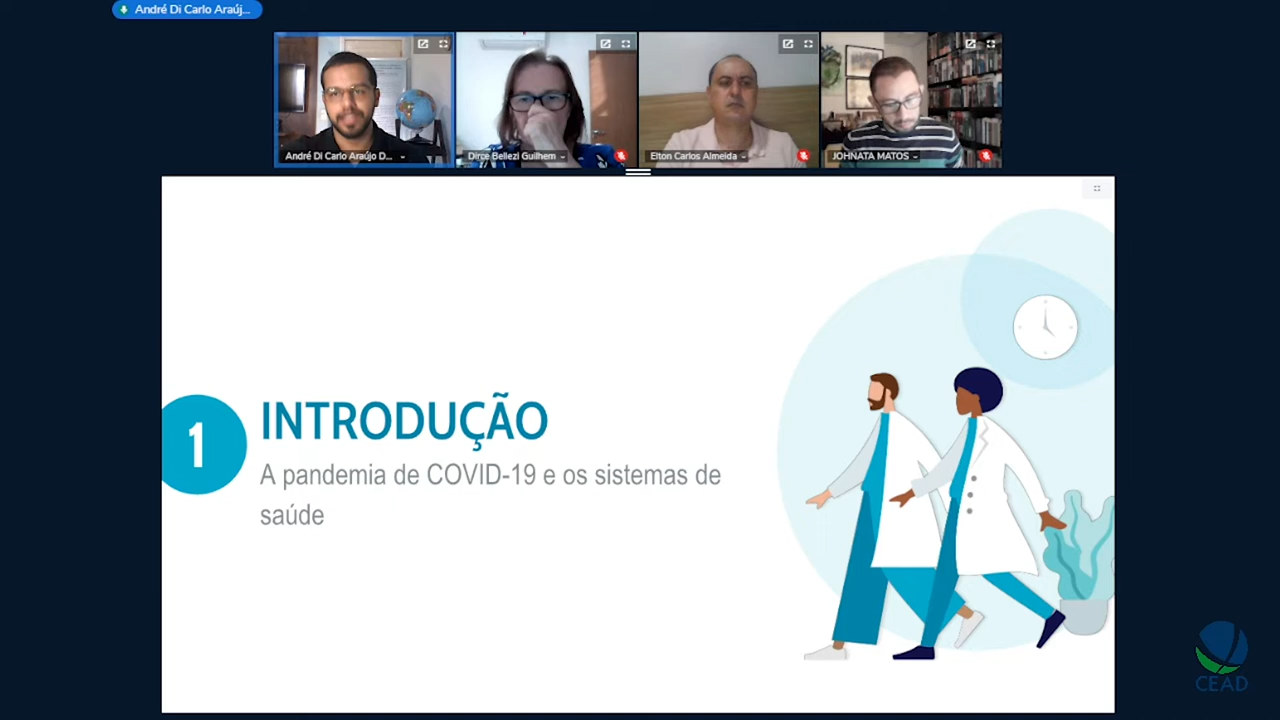 André Di Carlo Araúj...
André Di Carlo Araújo D...
Dirce Bellezi Guilhem
Elton Carlos Almeida
JOHNATA MATOS
1
INTRODUÇÃO
A pandemia de COVID-19 e os sistemas de
saúde
CEAD